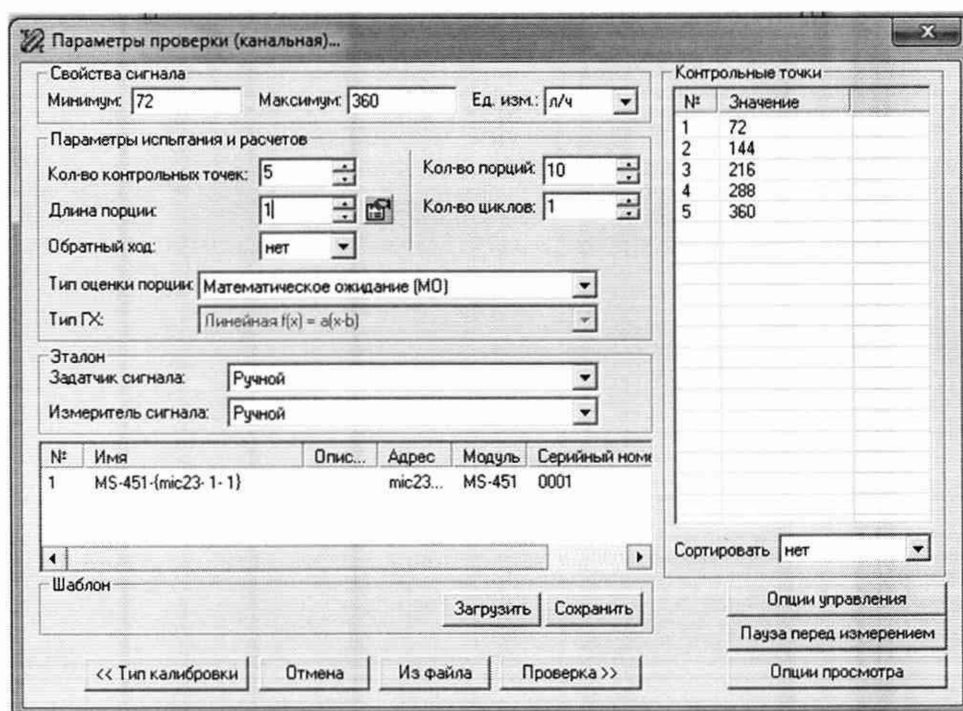 Параметры проверки (канальная)...
Свойства сигнала
Минимум: 72 Максимум: 360 Ед. изм.: л/ч
Параметры испытания и расчетов
Кол-во контрольных точек: 5
Кол-во порций: 10
Длина порции: 1
Кол-во циклов: 1
Обратный ход: нет
Тип оценки порции: Математическое ожидание (МО)
Тип ГХ: Линейная f(x) = a(x-b)
Эталон
Задатчик сигнала: Ручной
Измеритель сигнала: Ручной
№ Имя Опис... Адрес Модуль Серийный номе
1 MS-451-{mic23- 1- 1} mic23... MS-451 0001
Шаблон
Загрузить Сохранить
<< Тип калибровки Отмена Из файла Проверка >>
Контрольные точки
№ Значение
1 72
2 144
3 216
4 288
5 360
Сортировать нет
Опции управления
Пауза перед измерением
Опции просмотра